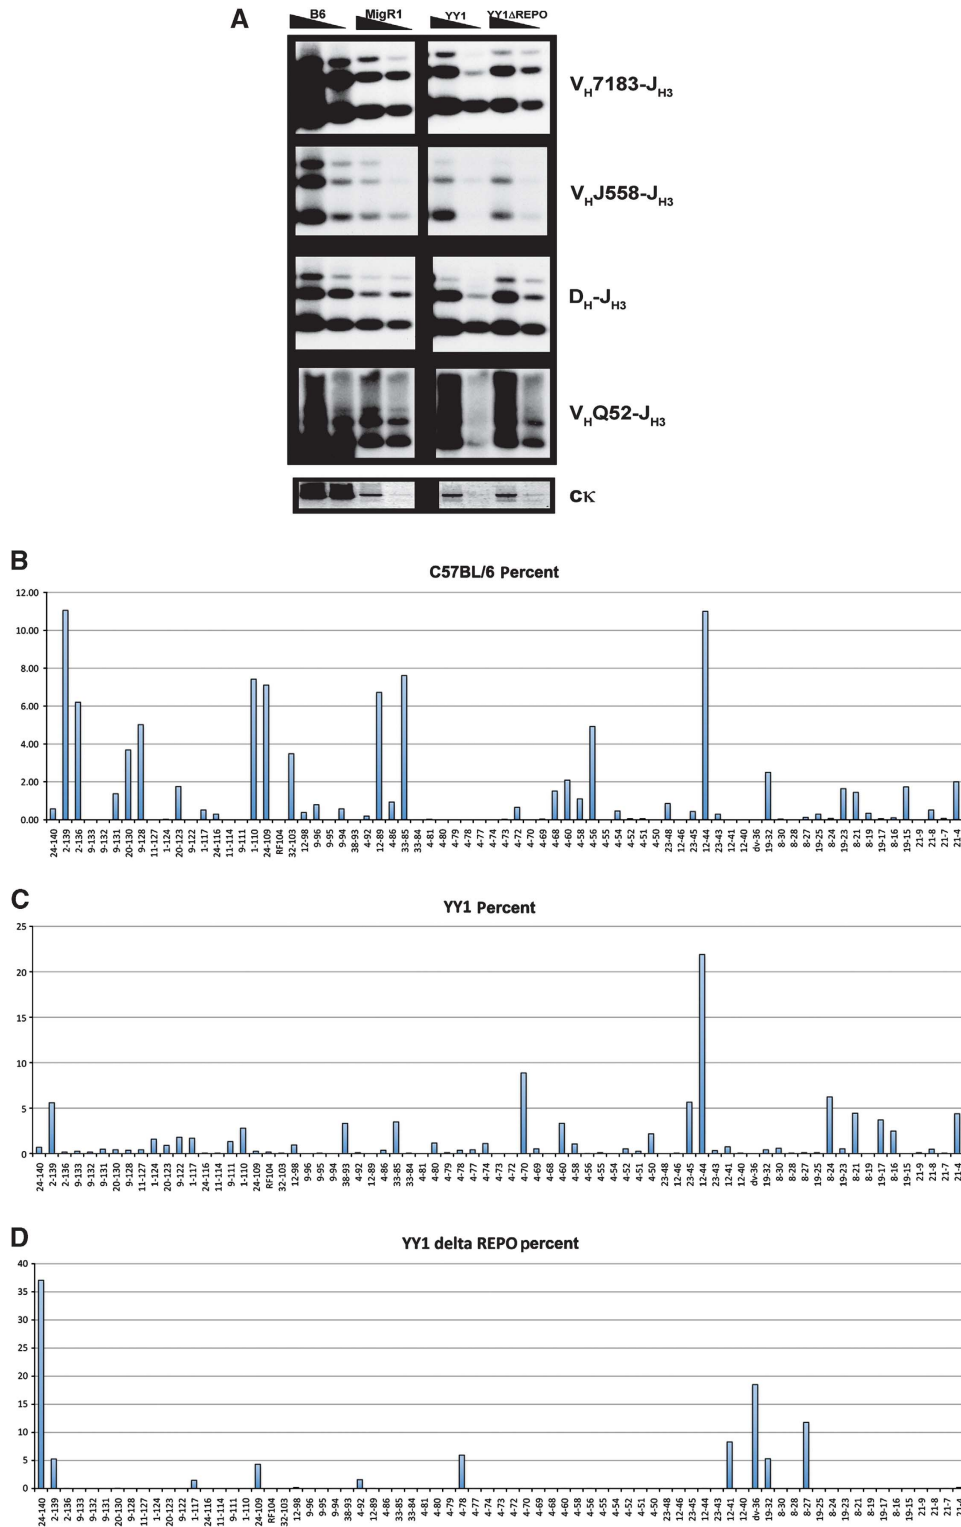 A
B6 MigR1 YY1 YY1ΔREPO
VH7183-JH3
VHJ558-JH3
DH-JH3
VHQ52-JH3
Cκ
B
C57BL/6 Percent
12.00
10.00
8.00
6.00
4.00
2.00
0.00
24-140 2-139 2-136 9-133 9-132 9-131 20-130 9-128 11-127 1-124 20-123 9-122 1-117 24-116 11-114 9-111 1-110 24-109 RF104 32-103 12-98 9-96 9-95 9-94 38-93 4-92 12-89 4-86 33-85 33-84 4-81 4-80 4-79 4-78 4-77 4-74 4-73 4-72 4-70 4-69 4-68 4-60 4-58 4-56 4-55 4-54 4-52 4-51 4-50 23-48 12-46 23-45 12-44 23-43 12-41 12-40 dv-36 19-32 8-30 8-28 8-27 19-25 8-24 19-23 8-21 8-19 19-17 8-16 19-15 21-9 21-8 21-7 21-4
C
YY1 Percent
25
20
15
10
5
0
24-140 2-139 2-136 9-133 9-132 9-131 20-130 9-128 11-127 1-124 20-123 9-122 1-117 24-116 11-114 9-111 1-110 24-109 RF104 32-103 12-98 9-96 9-95 9-94 38-93 4-92 12-89 4-86 33-85 33-84 4-81 4-80 4-79 4-78 4-77 4-74 4-73 4-72 4-70 4-69 4-68 4-60 4-58 4-56 4-55 4-54 4-52 4-51 4-50 23-48 12-46 23-45 12-44 23-43 12-41 12-40 dv-36 19-32 8-30 8-28 8-27 19-25 8-24 19-23 8-21 8-19 19-17 8-16 19-15 21-9 21-8 21-7 21-4
D
YY1 delta REPO percent
40
35
30
25
20
15
10
5
0
24-140 2-139 2-136 9-133 9-132 9-131 20-130 9-128 11-127 1-124 20-123 9-122 1-117 24-116 11-114 9-111 1-110 24-109 RF104 32-103 12-98 9-96 9-95 9-94 38-93 4-92 12-89 4-86 33-85 33-84 4-81 4-80 4-79 4-78 4-77 4-74 4-73 4-72 4-70 4-69 4-68 4-60 4-58 4-56 4-55 4-54 4-52 4-51 4-50 23-48 12-46 23-45 12-44 23-43 12-41 12-40 dv-36 19-32 8-30 8-28 8-27 19-25 8-24 19-23 8-21 8-19 19-17 8-16 19-15 21-9 21-8 21-7 21-4